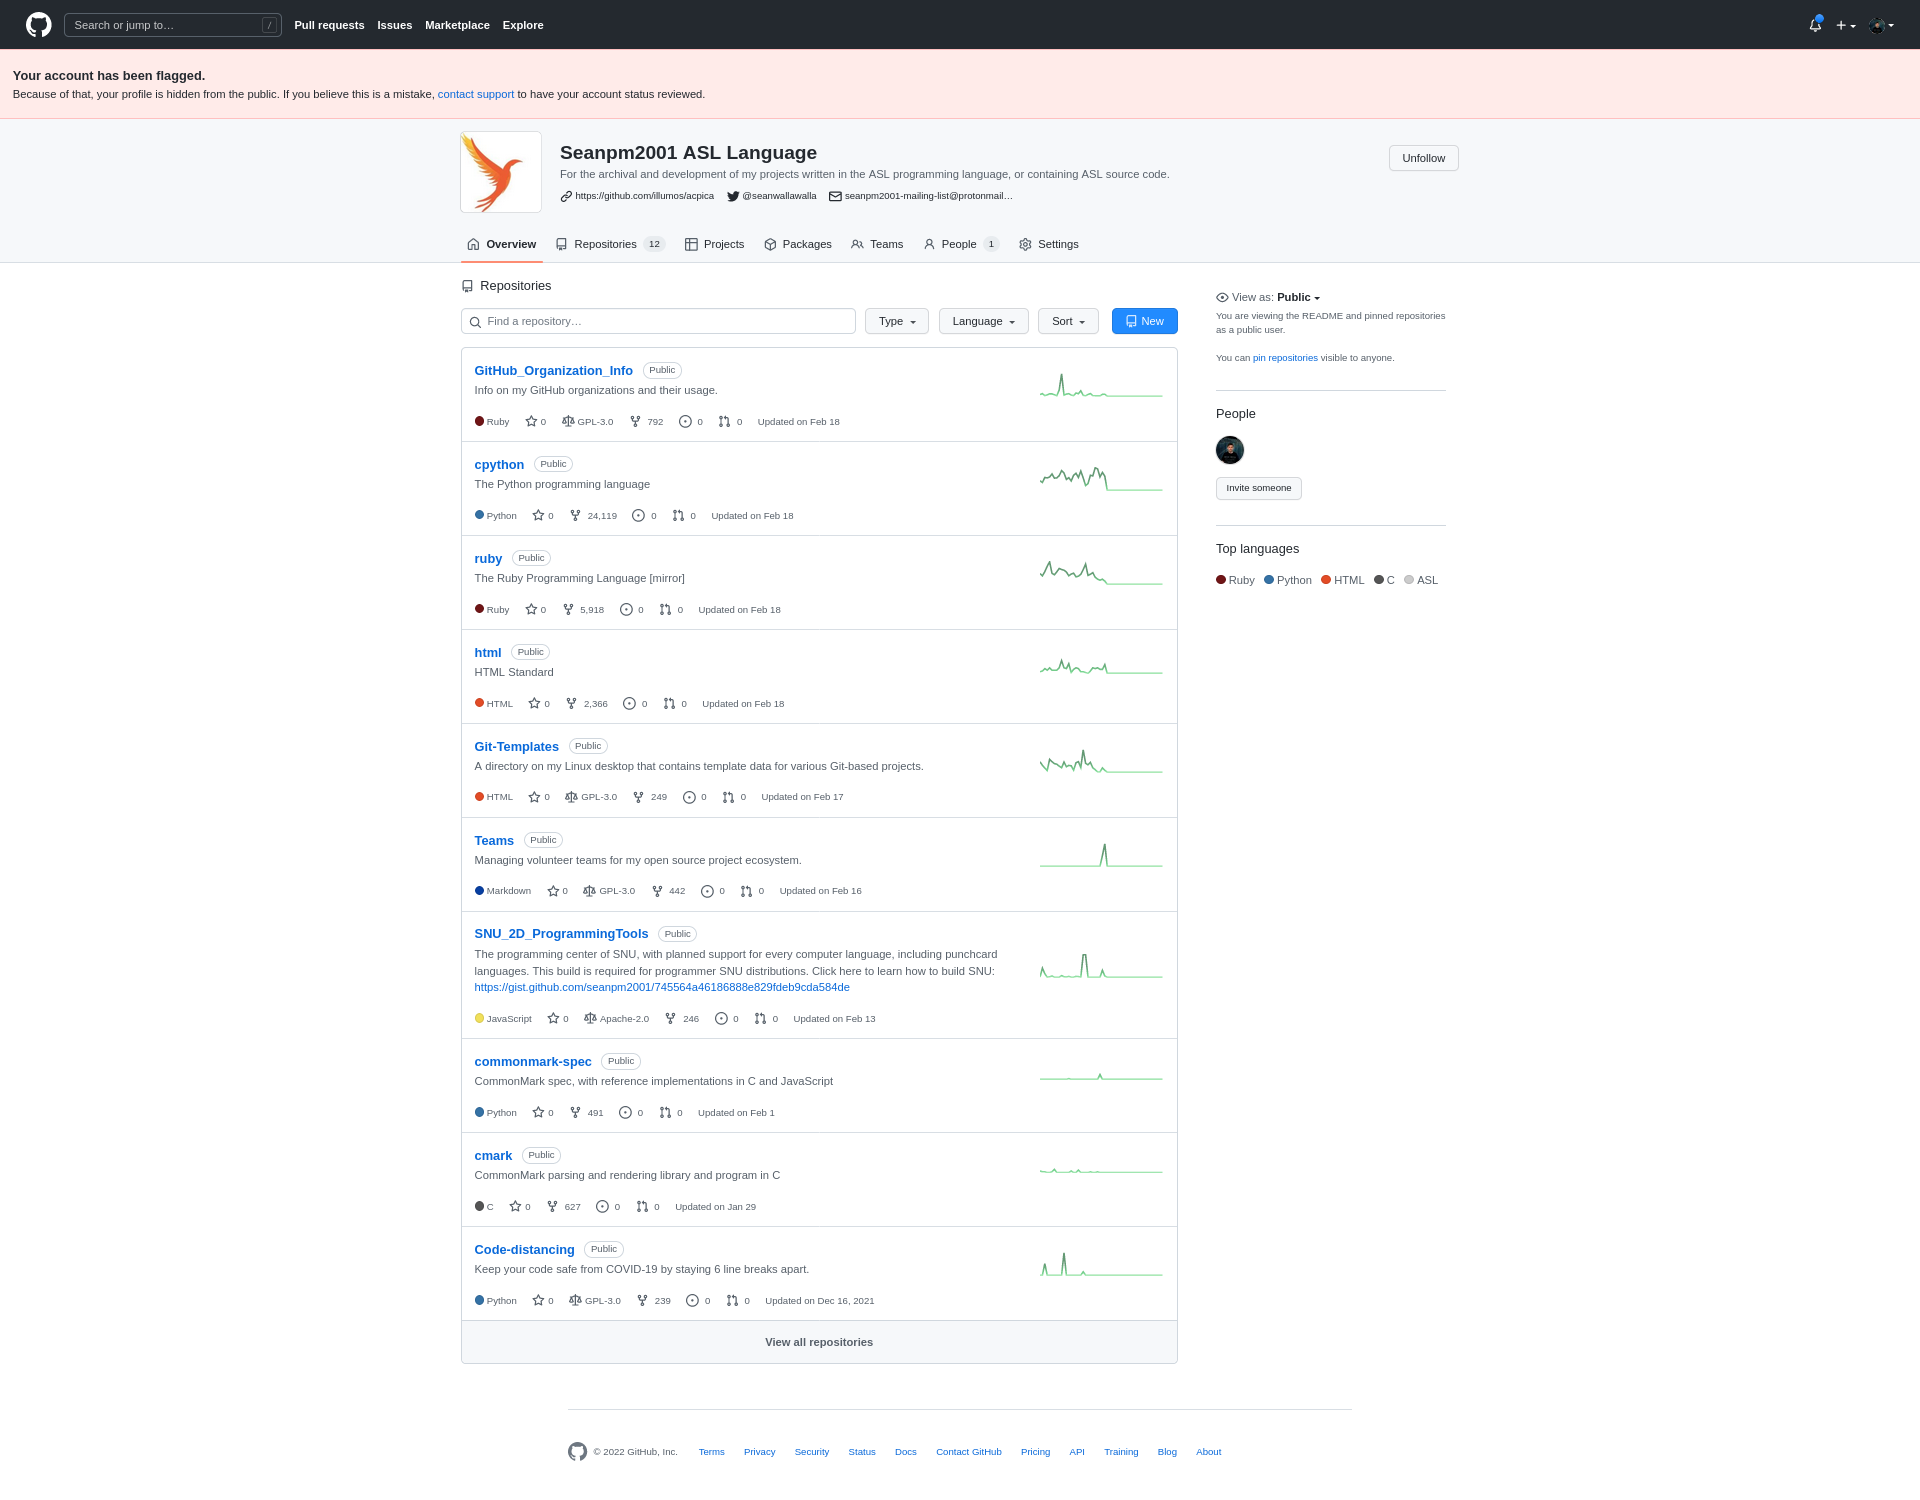 Search or jump to… /
Pull requests Issues Marketplace Explore
Your account has been flagged.
Because of that, your profile is hidden from the public. If you believe this is a mistake, contact support to have your account status reviewed.
Seanpm2001 ASL Language
Unfollow
For the archival and development of my projects written in the ASL programming language, or containing ASL source code.
https://github.com/illumos/acpica @seanwallawalla seanpm2001-mailing-list@protonmail…
Overview Repositories 12 Projects Packages Teams People 1 Settings
Repositories
Find a repository… Type Language Sort New
GitHub_Organization_Info Public
Info on my GitHub organizations and their usage.
Ruby 0 GPL-3.0 792 0 0 Updated on Feb 18
cpython Public
The Python programming language
Python 0 24,119 0 0 Updated on Feb 18
ruby Public
The Ruby Programming Language [mirror]
Ruby 0 5,918 0 0 Updated on Feb 18
html Public
HTML Standard
HTML 0 2,366 0 0 Updated on Feb 18
Git-Templates Public
A directory on my Linux desktop that contains template data for various Git-based projects.
HTML 0 GPL-3.0 249 0 0 Updated on Feb 17
Teams Public
Managing volunteer teams for my open source project ecosystem.
Markdown 0 GPL-3.0 442 0 0 Updated on Feb 16
SNU_2D_ProgrammingTools Public
The programming center of SNU, with planned support for every computer language, including punchcard
languages. This build is required for programmer SNU distributions. Click here to learn how to build SNU:
https://gist.github.com/seanpm2001/745564a46186888e829fdeb9cda584de
JavaScript 0 Apache-2.0 246 0 0 Updated on Feb 13
commonmark-spec Public
CommonMark spec, with reference implementations in C and JavaScript
Python 0 491 0 0 Updated on Feb 1
cmark Public
CommonMark parsing and rendering library and program in C
C 0 627 0 0 Updated on Jan 29
Code-distancing Public
Keep your code safe from COVID-19 by staying 6 line breaks apart.
Python 0 GPL-3.0 239 0 0 Updated on Dec 16, 2021
View all repositories
View as: Public
You are viewing the README and pinned repositories
as a public user.
You can pin repositories visible to anyone.
People
Invite someone
Top languages
Ruby Python HTML C ASL
© 2022 GitHub, Inc. Terms Privacy Security Status Docs Contact GitHub Pricing API Training Blog About